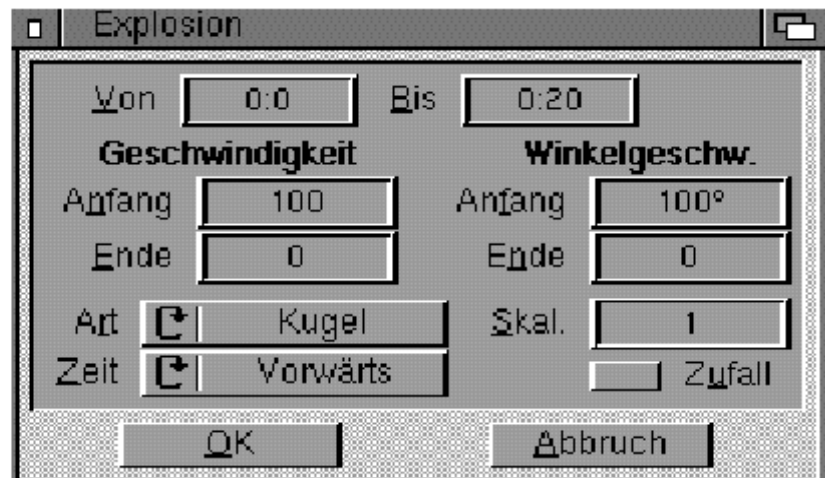 Explosion
Von 0:0 Bis 0:20
Geschwindigkeit Winkelgeschw.
Anfang 100 Anfang 100º
Ende 0 Ende 0
Art Kugel Skal. 1
Zeit Vorwärts Zufall
OK Abbruch